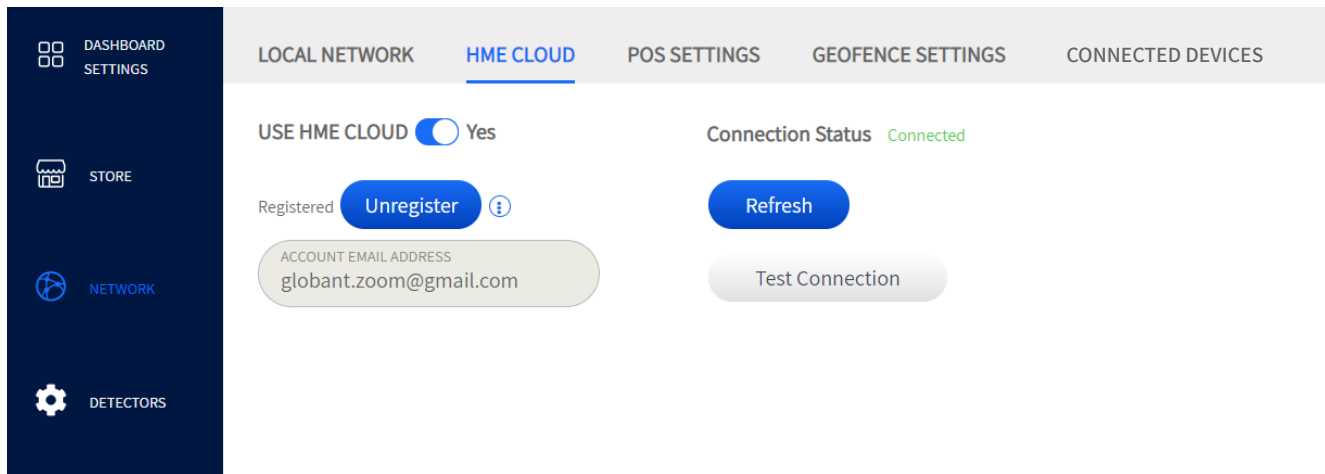 DASHBOARD
SETTINGS
STORE
NETWORK
DETECTORS
LOCAL NETWORK HME CLOUD POS SETTINGS GEOFENCE SETTINGS CONNECTED DEVICES
USE HME CLOUD Yes
Connection Status Connected
Registered Unregister
Refresh
ACCOUNT EMAIL ADDRESS
globant.zoom@gmail.com
Test Connection